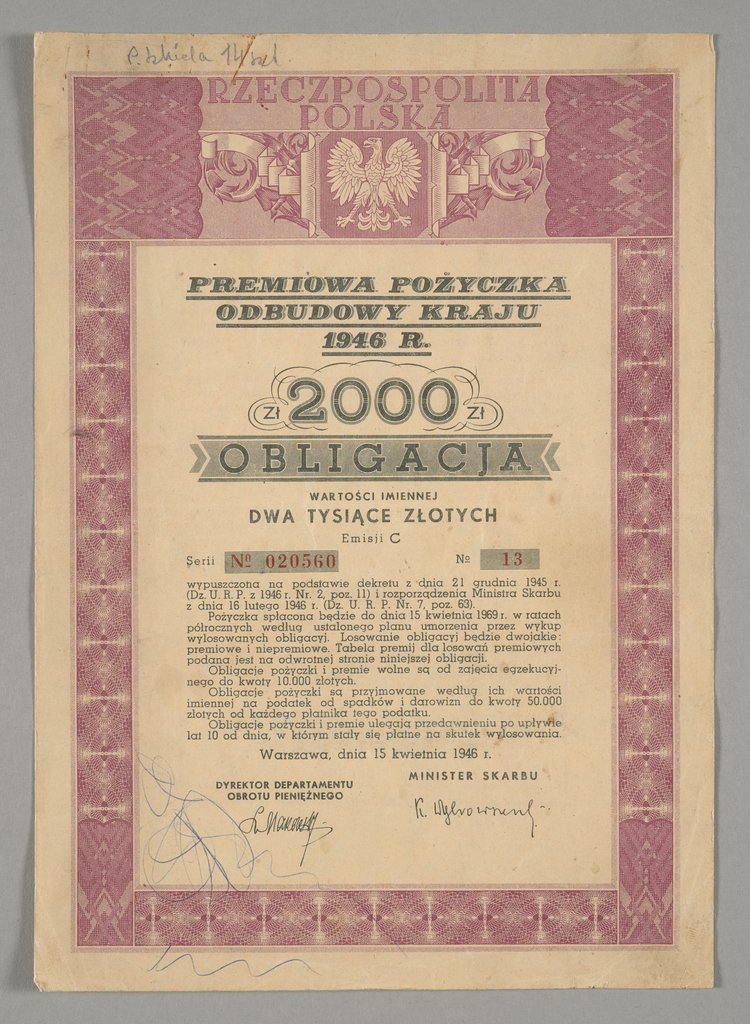 RZECZPOSPOLITA
POLSKA
PREMIOWA POŻYCZKA
ODBUDOWY KRAJU
1946 R.
ZŁ 2000 ZŁ
OBLIGACJA
WARTOŚCI IMIENNEJ
DWA TYSIĄCE ZŁOTYCH
Emisji C
Serii Nº 020560 Nº 13
wypuszczona na podstawie dekretu z dnia 21 grudnia 1945 r.
(Dz. U. R. P. z 1946 r. Nr. 2, poz. 11) i rozporządzenia Ministra Skarbu
z dnia 16 lutego 1946 r. (Dz. U. R. P. Nr. 7, poz. 63).
Pożyczka spłacona będzie do dnia 15 kwietnia 1969 r. w ratach
półrocznych według ustalonego planu umorzenia przez wykup
wylosowanych obligacyj. Losowanie obligacyj będzie dwojakie:
premiowe i niepremiowe. Tabela premij dla losowań premiowych
podana jest na odwrotnej stronie niniejszej obligacji.
Obligacje pożyczki i premie wolne są od zajęcia egzekucyj-
nego do kwoty 10.000 złotych.
Obligacje pożyczki są przyjmowane według ich wartości
imiennej na podatek od spadków i darowizn do kwoty 50.000
złotych od każdego płatnika tego podatku.
Obligacje pożyczki i premie ulegają przedawnieniu po upływie
lat 10 od dnia, w którym stały się płatne na skutek wylosowania.
Warszawa, dnia 15 kwietnia 1946 r.
DYREKTOR DEPARTAMENTU
OBROTU PIENIĘŻNEGO
MINISTER SKARBU